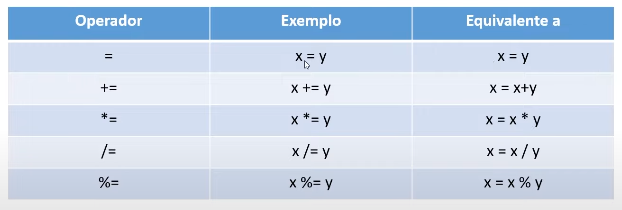 Operador Exemplo Equivalente a
= x = y x = y
+= x += y x = x+y
*= x *= y x = x * y
/= x /= y x = x / y
%= x %= y x = x % y